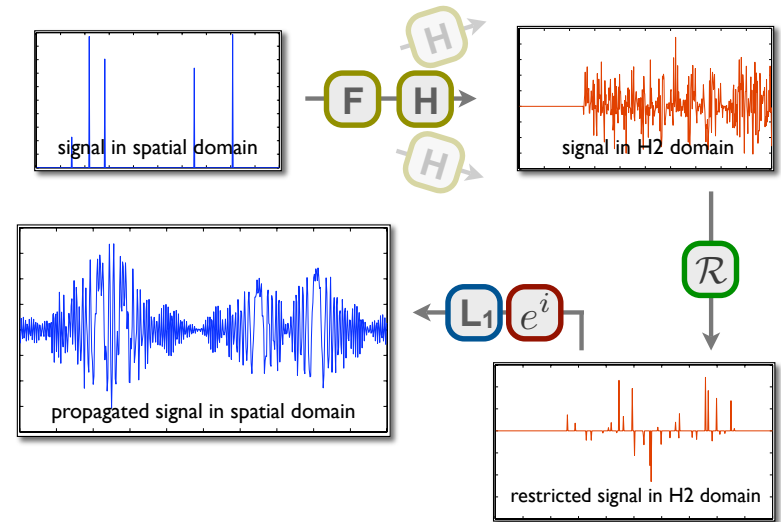 signal in spatial domain
F
H
H
H
signal in H2 domain
R
restricted signal in H2 domain
e^i
L₁
propagated signal in spatial domain